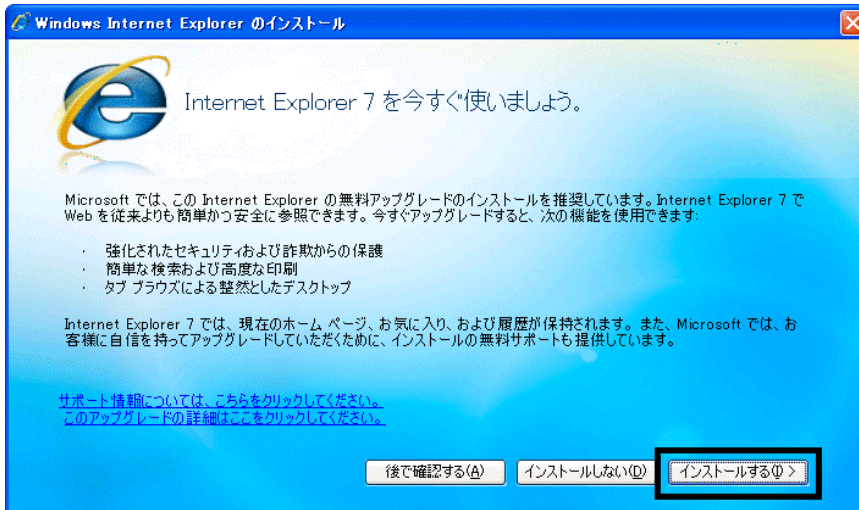 Windows Internet Explorer のインストール
Internet Explorer 7 を今すぐ使いましょう。
Microsoft では、この Internet Explorer の無料アップグレードのインストールを推奨しています。Internet Explorer 7 で
Web を従来よりも簡単かつ安全に参照できます。今すぐアップグレードすると、次の機能を使用できます:
・ 強化されたセキュリティおよび詐欺からの保護
・ 簡単な検索および高度な印刷
・ タブ ブラウズによる整然としたデスクトップ
Internet Explorer 7 では、現在のホーム ページ、お気に入り、および履歴が保持されます。また、Microsoft では、お
客様に自信を持ってアップグレードしていただくために、インストールの無料サポートも提供しています。
サポート情報については、こちらをクリックしてください。
このアップグレードの詳細はここをクリックしてください。
後で確認する(A) インストールしない(D) インストールする(I) >